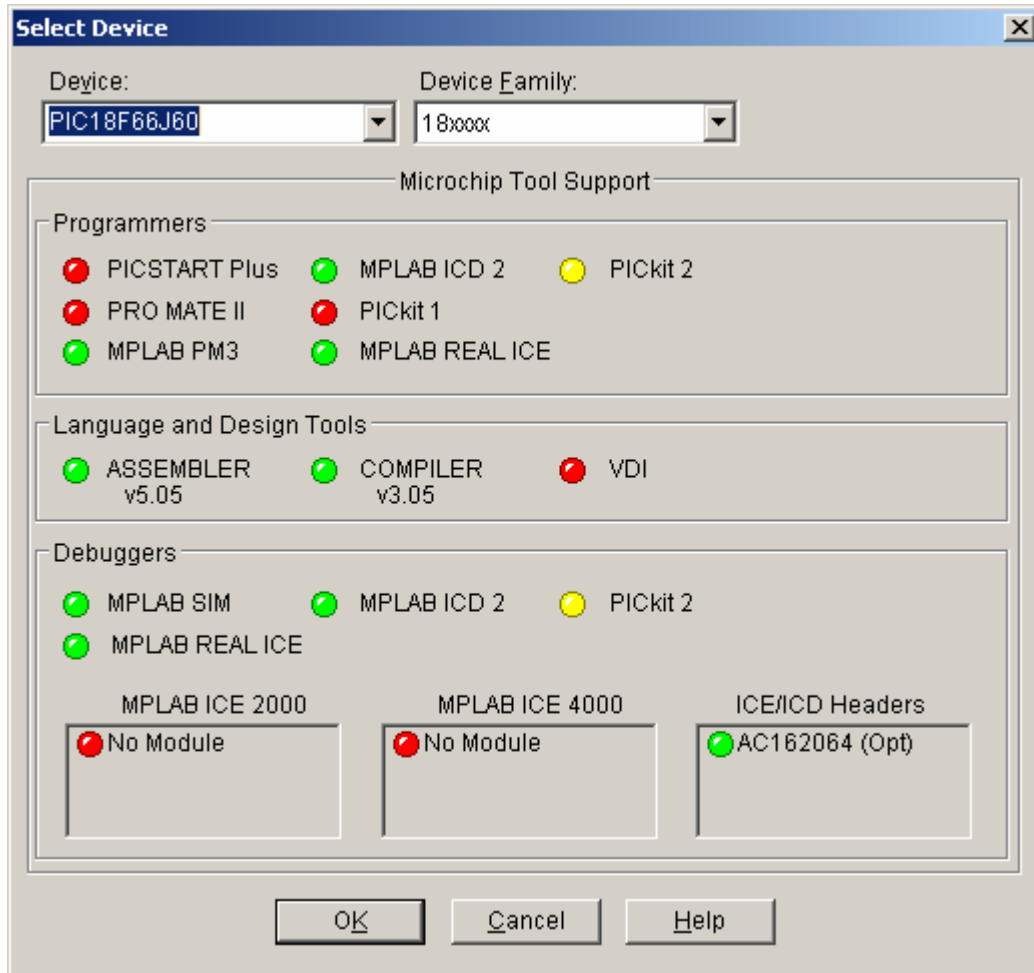 Select Device
Device: Device Family:
PIC18F66J60 18xxxx
Microchip Tool Support
Programmers
PICSTART Plus MPLAB ICD 2 PICkit 2
PRO MATE II PICkit 1
MPLAB PM3 MPLAB REAL ICE
Language and Design Tools
ASSEMBLER COMPILER VDI
v5.05 v3.05
Debuggers
MPLAB SIM MPLAB ICD 2 PICkit 2
MPLAB REAL ICE
MPLAB ICE 2000 MPLAB ICE 4000 ICE/ICD Headers
No Module No Module AC162064 (Opt)
OK Cancel Help